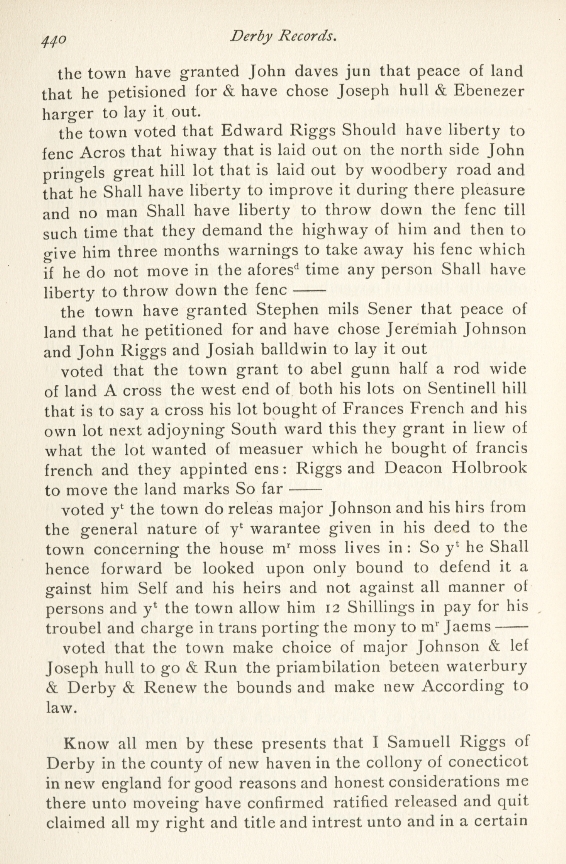 440
Derby Records.
the town have granted John daves jun that peace of land
that he petisioned for & have chose Joseph hull & Ebenezer
harger to lay it out.
the town voted that Edward Riggs Should have liberty to
fenc Acros that hiway that is laid out on the north side John
pringels great hill lot that is laid out by woodbery road and
that he Shall have liberty to improve it during there pleasure
and no man Shall have liberty to throw down the fenc till
such time that they demand the highway of him and then to
give him three months warnings to take away his fenc which
if he do not move in the aforesᵈ time any person Shall have
liberty to throw down the fenc ——
the town have granted Stephen mils Sener that peace of
land that he petitioned for and have chose Jeremiah Johnson
and John Riggs and Josiah balldwin to lay it out
voted that the town grant to abel gunn half a rod wide
of land A cross the west end of both his lots on Sentinell hill
that is to say a cross his lot bought of Frances French and his
own lot next adjoyning South ward this they grant in liew of
what the lot wanted of measuer which he bought of francis
french and they appinted ens: Riggs and Deacon Holbrook
to move the land marks So far ——
voted yᵗ the town do releas major Johnson and his hirs from
the general nature of yᵗ warantee given in his deed to the
town concerning the house mʳ moss lives in: So yᵗ he Shall
hence forward be looked upon only bound to defend it a
gainst him Self and his heirs and not against all manner of
persons and yᵗ the town allow him 12 Shillings in pay for his
troubel and charge in trans porting the mony to mʳ Jaems ——
voted that the town make choice of major Johnson & lef
Joseph hull to go & Run the priambilation beteen waterbury
& Derby & Renew the bounds and make new According to
law.
Know all men by these presents that I Samuell Riggs of
Derby in the county of new haven in the collony of conecticot
in new england for good reasons and honest considerations me
there unto moveing have confirmed ratified released and quit
claimed all my right and title and intrest unto and in a certain